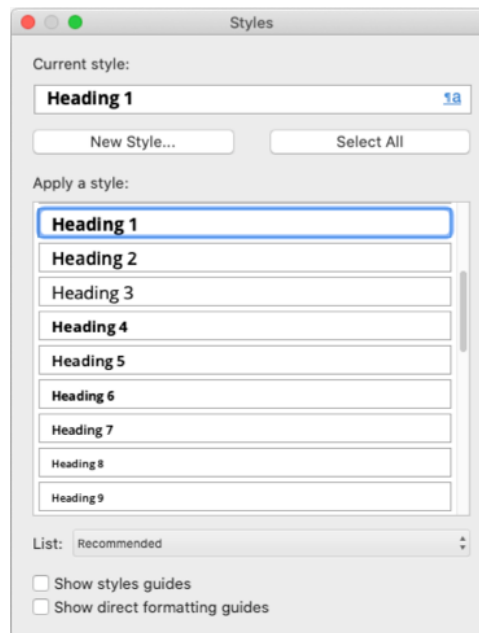 Styles
Current style:
Heading 1 ¶a
New Style... Select All
Apply a style:
Heading 1
Heading 2
Heading 3
Heading 4
Heading 5
Heading 6
Heading 7
Heading 8
Heading 9
List: Recommended
Show styles guides
Show direct formatting guides